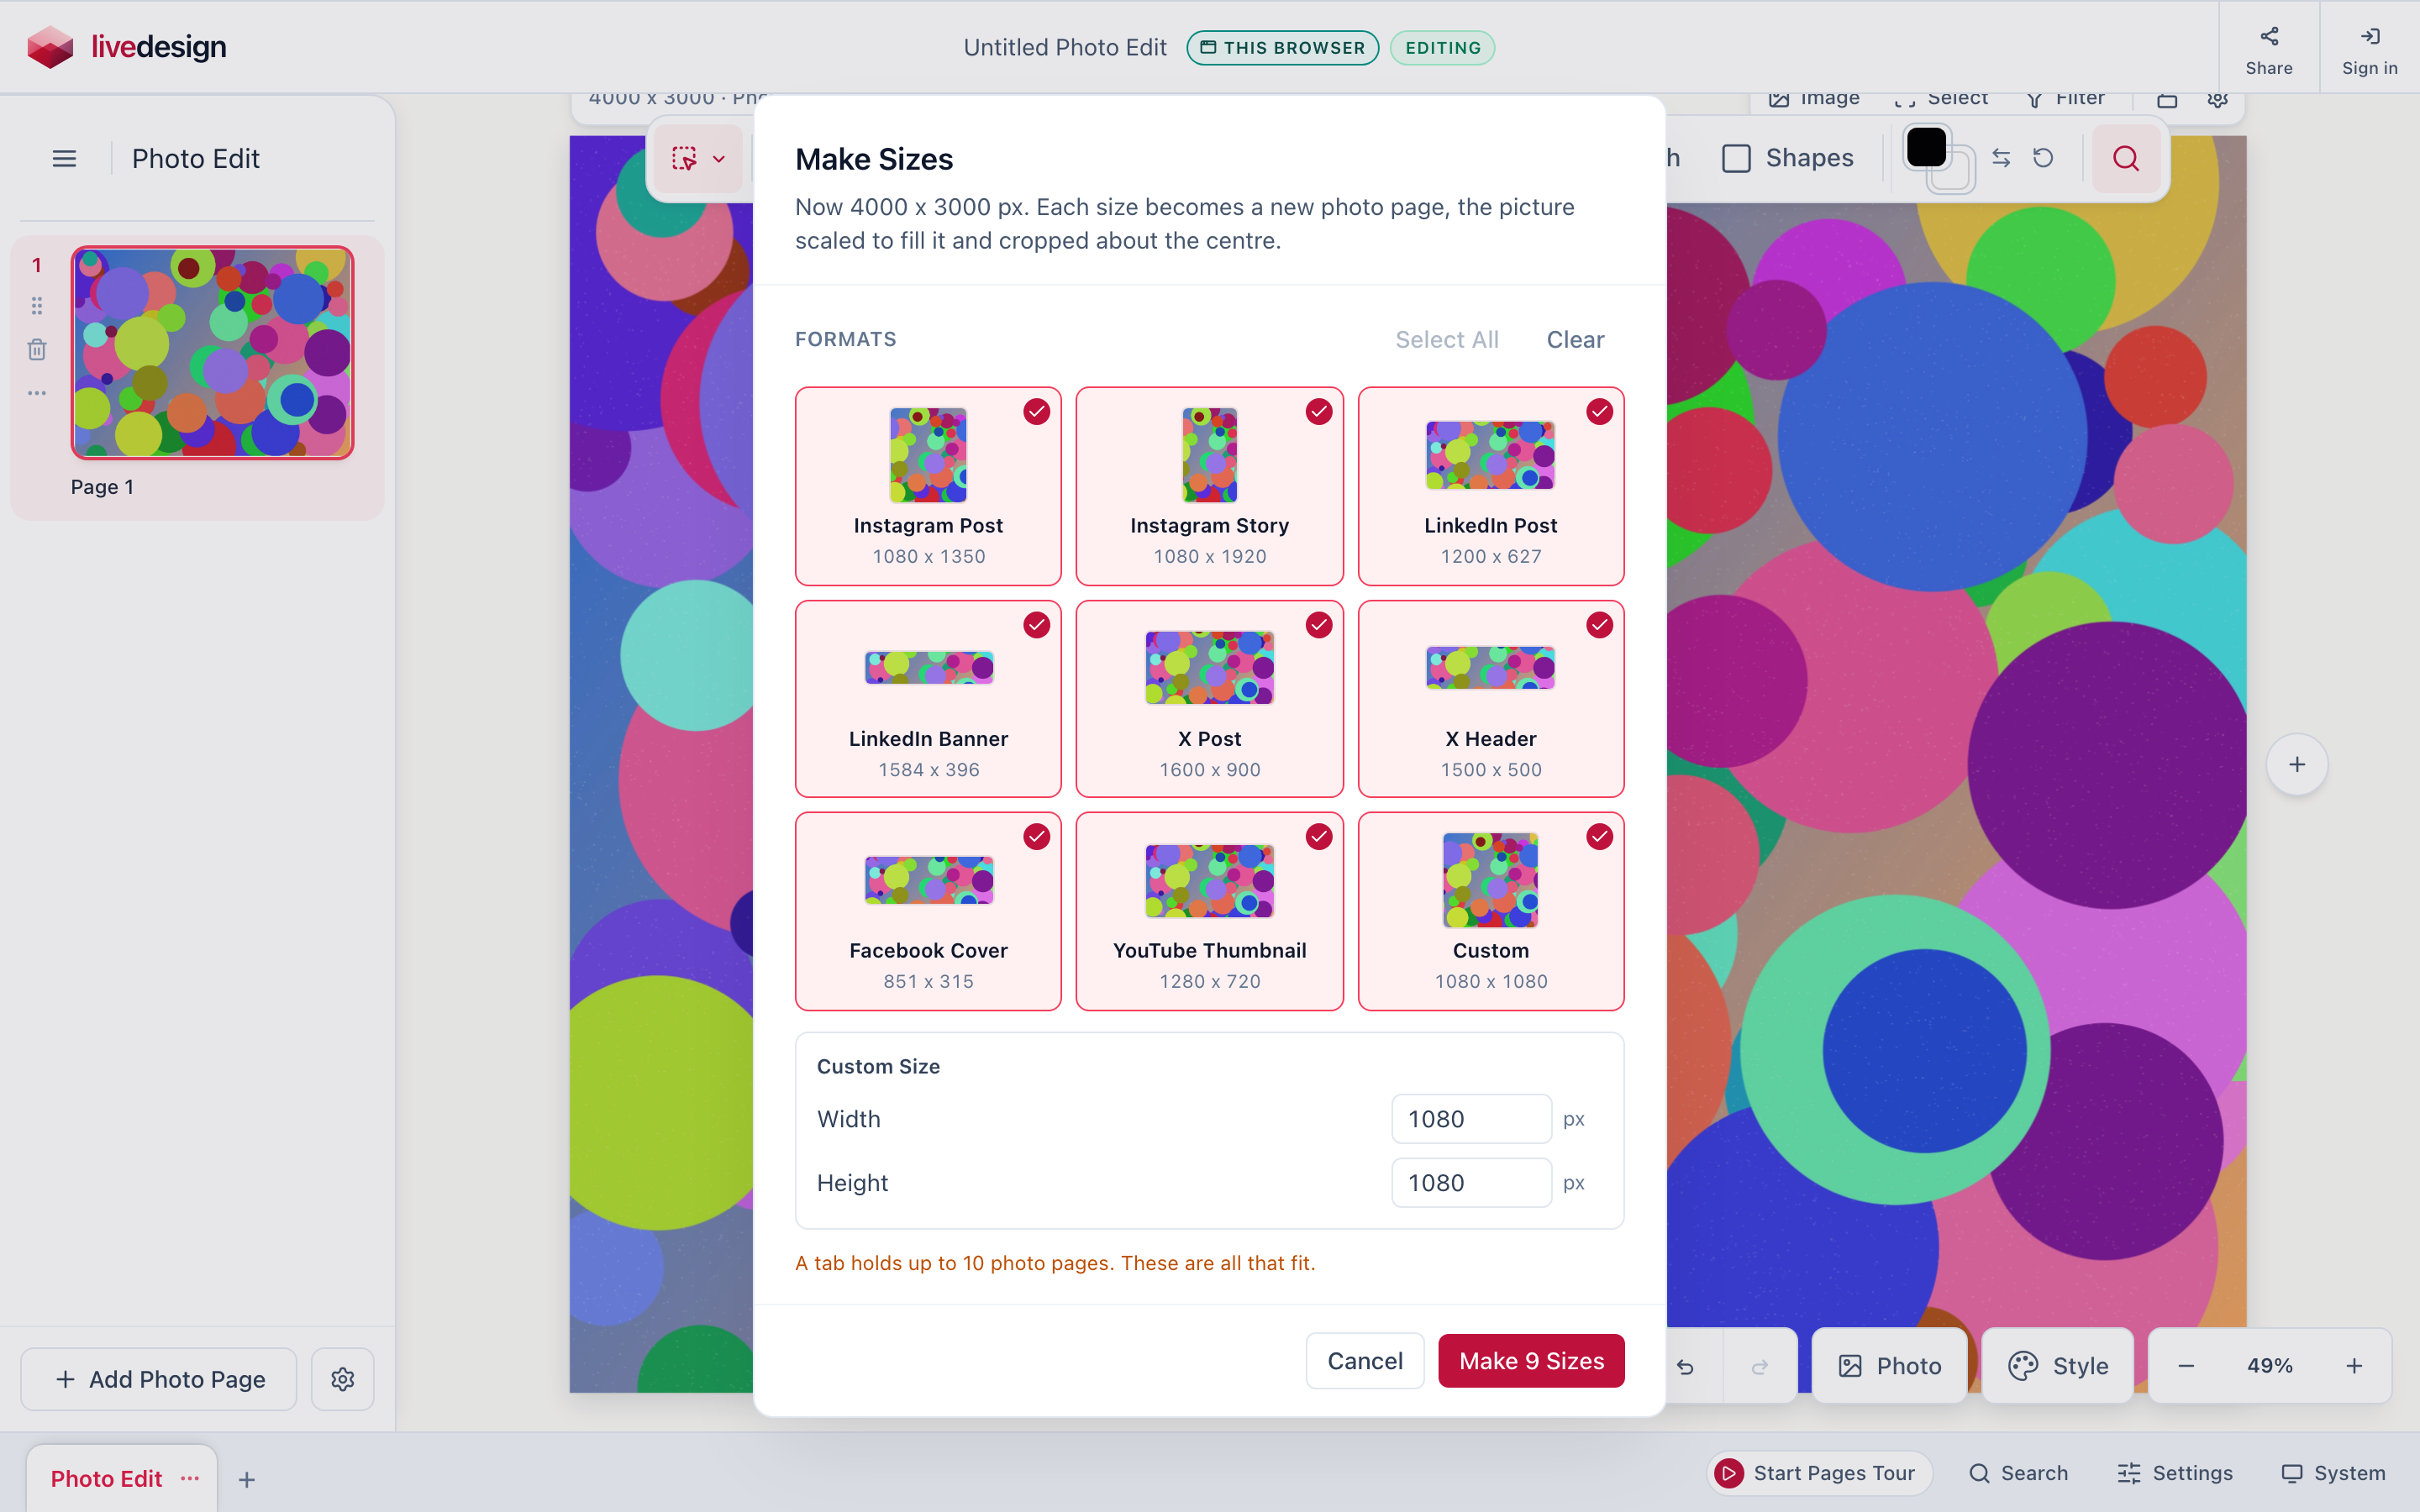 livedesign
Untitled Photo Edit
THIS BROWSER
EDITING
Share
Sign in
Photo Edit
1
Page 1
Add Photo Page
4000 x 3000
Image
Select
Filter
Shapes
Make Sizes
Now 4000 x 3000 px. Each size becomes a new photo page, the picture
scaled to fill it and cropped about the centre.
FORMATS
Select All
Clear
Instagram Post
1080 x 1350
Instagram Story
1080 x 1920
LinkedIn Post
1200 x 627
LinkedIn Banner
1584 x 396
X Post
1600 x 900
X Header
1500 x 500
Facebook Cover
851 x 315
YouTube Thumbnail
1280 x 720
Custom
1080 x 1080
Custom Size
Width
1080 px
Height
1080 px
A tab holds up to 10 photo pages. These are all that fit.
Cancel
Make 9 Sizes
Photo
Style
49%
Photo Edit
Start Pages Tour
Search
Settings
System